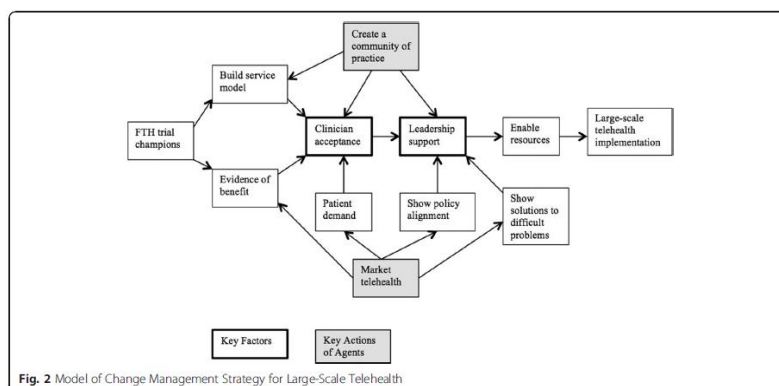 Create a
community of
practice
Build service
model
FTH trial
champions
Clinician
acceptance
Leadership
support
Enable
resources
Large-scale
telehealth
implementation
Evidence of
benefit
Patient
demand
Show policy
alignment
Show
solutions to
difficult
problems
Market
telehealth
Key Factors
Key Actions
of Agents
Fig. 2 Model of Change Management Strategy for Large-Scale Telehealth